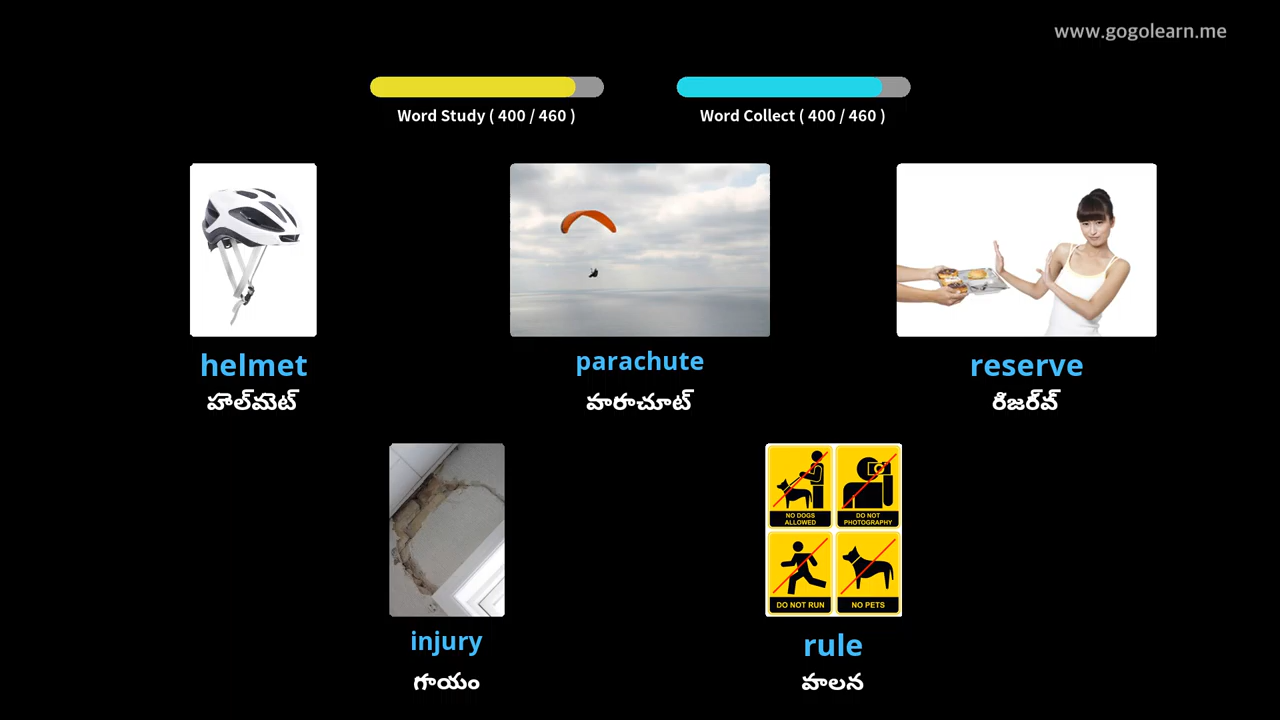 www.gogolearn.me
Word Study ( 400 / 460 )
Word Collect ( 400 / 460 )
helmet
హెల్మెట్
parachute
పారాచూట్
reserve
రిజర్వ్
NO DOGS
ALLOWED
DO NOT
PHOTOGRAPHY
DO NOT RUN
NO PETS
injury
గాయం
rule
పాలన